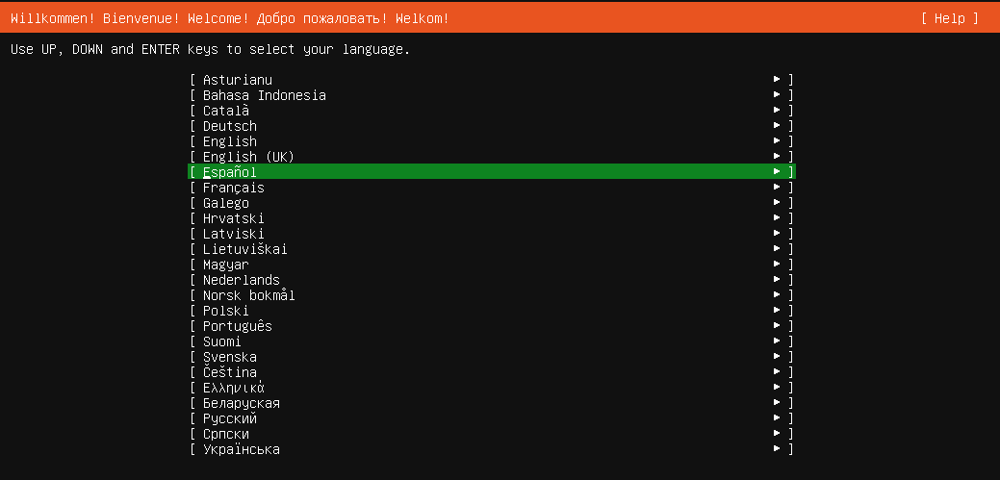 Willkommen! Bienvenue! Welcome! Добро пожаловать! Welkom! [ Help ]
Use UP, DOWN and ENTER keys to select your language.
[ Asturianu ► ]
[ Bahasa Indonesia ► ]
[ Català ► ]
[ Deutsch ► ]
[ English ► ]
[ English (UK) ► ]
[ Español ► ]
[ Français ► ]
[ Galego ► ]
[ Hrvatski ► ]
[ Latviski ► ]
[ Lietuviškai ► ]
[ Magyar ► ]
[ Nederlands ► ]
[ Norsk bokmål ► ]
[ Polski ► ]
[ Português ► ]
[ Suomi ► ]
[ Svenska ► ]
[ Čeština ► ]
[ Ελληνικά ► ]
[ Беларуская ► ]
[ Русский ► ]
[ Српски ► ]
[ Українська ► ]